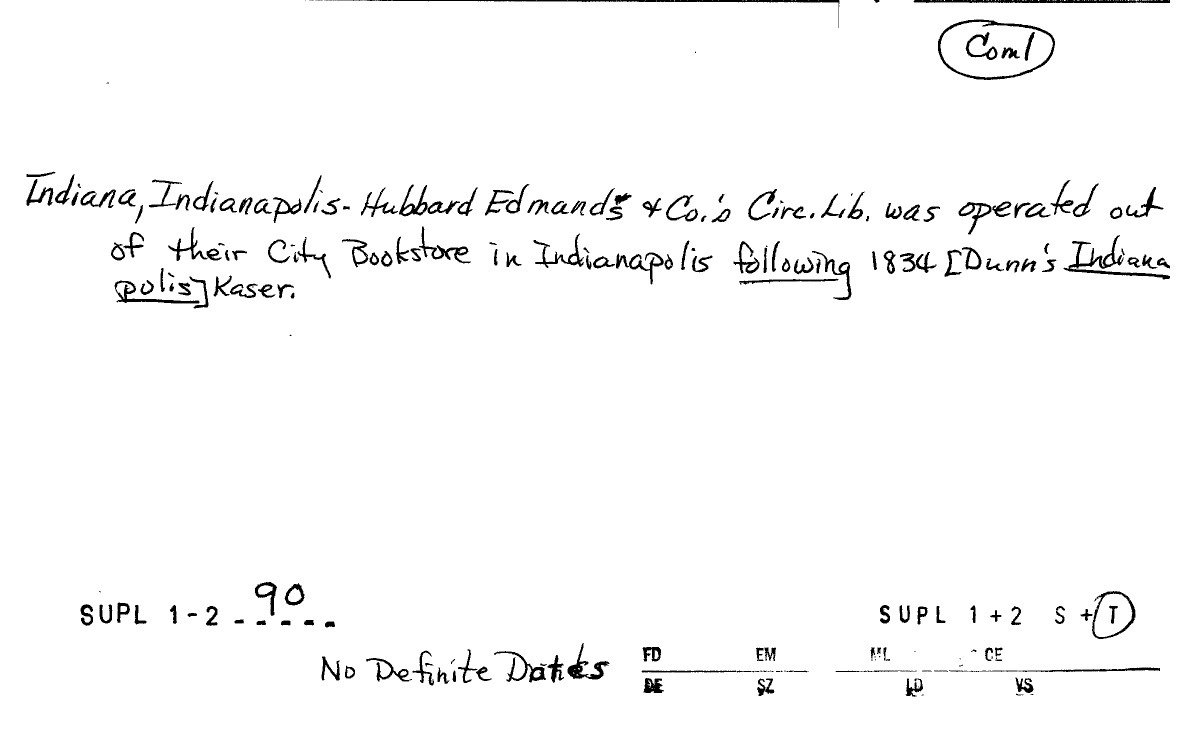 Coml
Indiana, Indianapolis- Hubbard Edmands & Co.'s Circ. Lib. was operated out
of their City Bookstore in Indianapolis following 1834 [Dunn's Indiana
polis] Kaser.
90
SUPL 1-2 -----
SUPL 1+2 S + T
No Definite Dates
FD EM ML CE
DE SZ LD VS